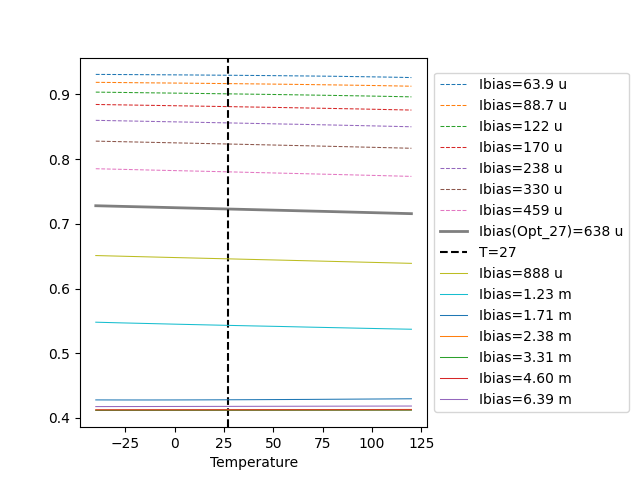 0.9
0.8
0.7
0.6
0.5
0.4
−25
0
25
50
75
100
125
Temperature
Ibias=63.9 u
Ibias=88.7 u
Ibias=122 u
Ibias=170 u
Ibias=238 u
Ibias=330 u
Ibias=459 u
Ibias(Opt_27)=638 u
T=27
Ibias=888 u
Ibias=1.23 m
Ibias=1.71 m
Ibias=2.38 m
Ibias=3.31 m
Ibias=4.60 m
Ibias=6.39 m